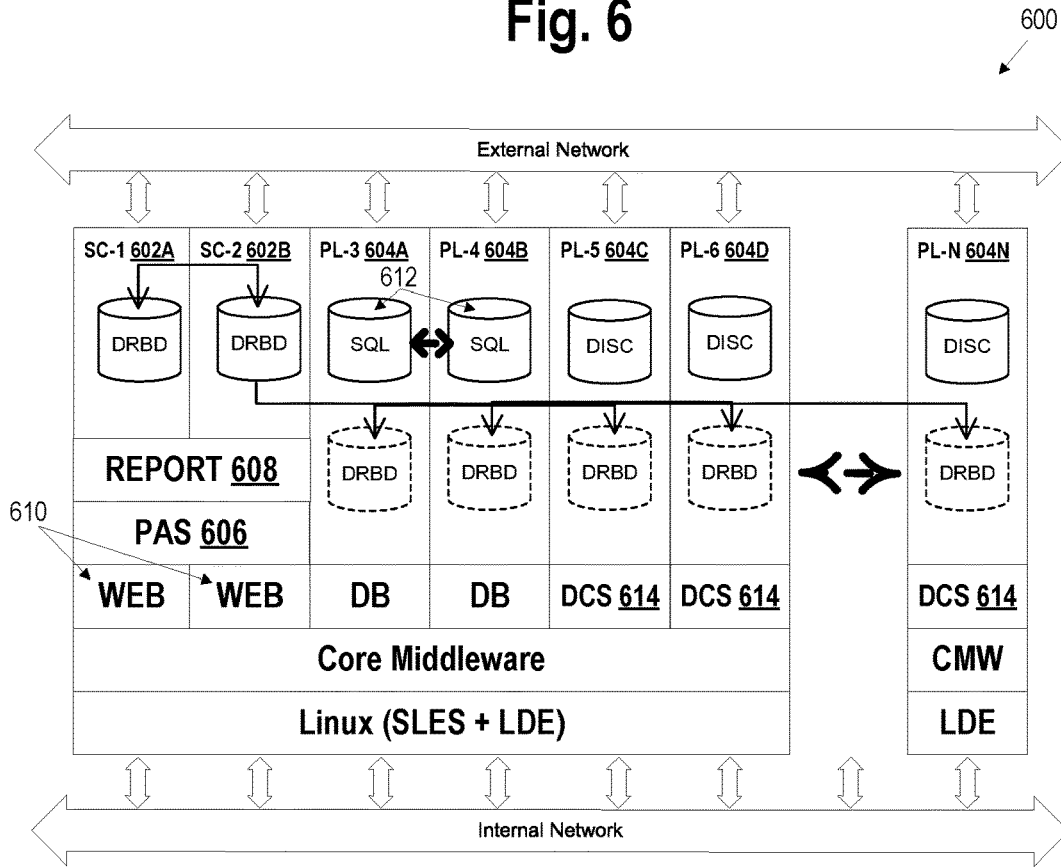 Fig. 6
600
External Network
SC-1 602A SC-2 602B PL-3 604A PL-4 604B PL-5 604C PL-6 604D PL-N 604N
612
DRBD DRBD SQL SQL DISC DISC DISC
DRBD DRBD DRBD DRBD DRBD
REPORT 608
610
PAS 606
WEB WEB DB DB DCS 614 DCS 614 DCS 614
Core Middleware CMW
Linux (SLES + LDE) LDE
Internal Network